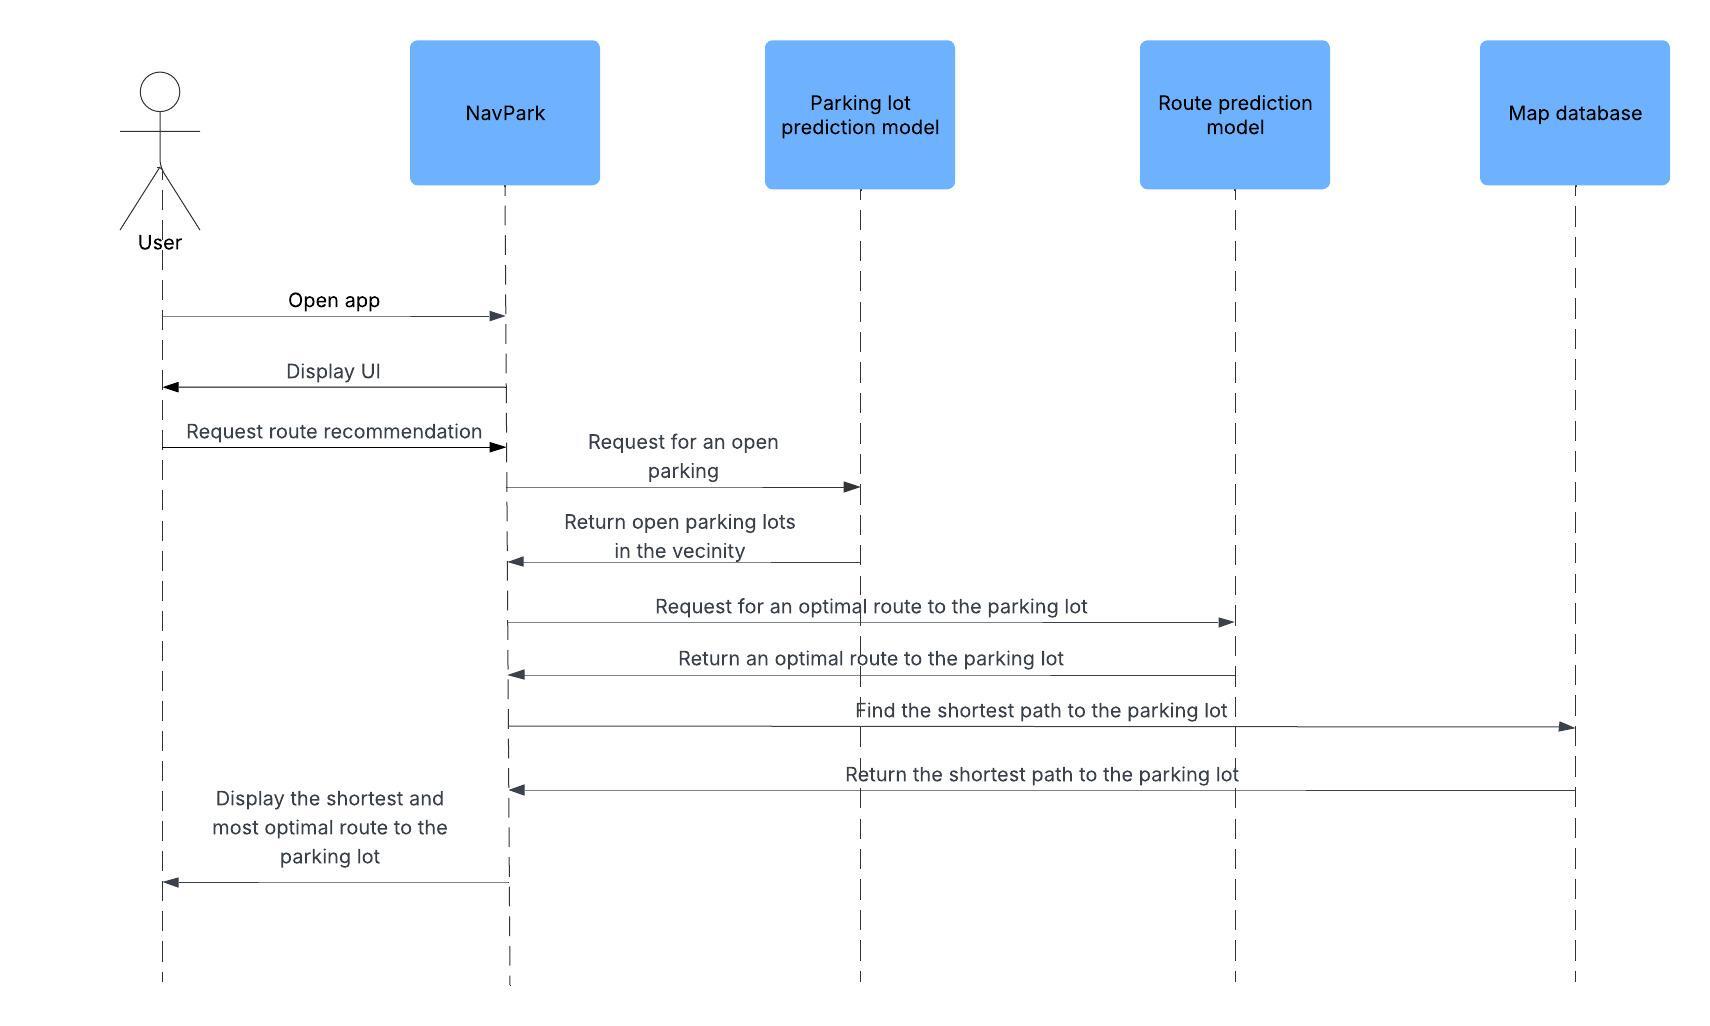 NavPark
Parking lot
prediction model
Route prediction
model
Map database
User
Open app
Display UI
Request route recommendation
Request for an open
parking
Return open parking lots
in the vecinity
Request for an optimal route to the parking lot
Return an optimal route to the parking lot
Find the shortest path to the parking lot
Return the shortest path to the parking lot
Display the shortest and
most optimal route to the
parking lot